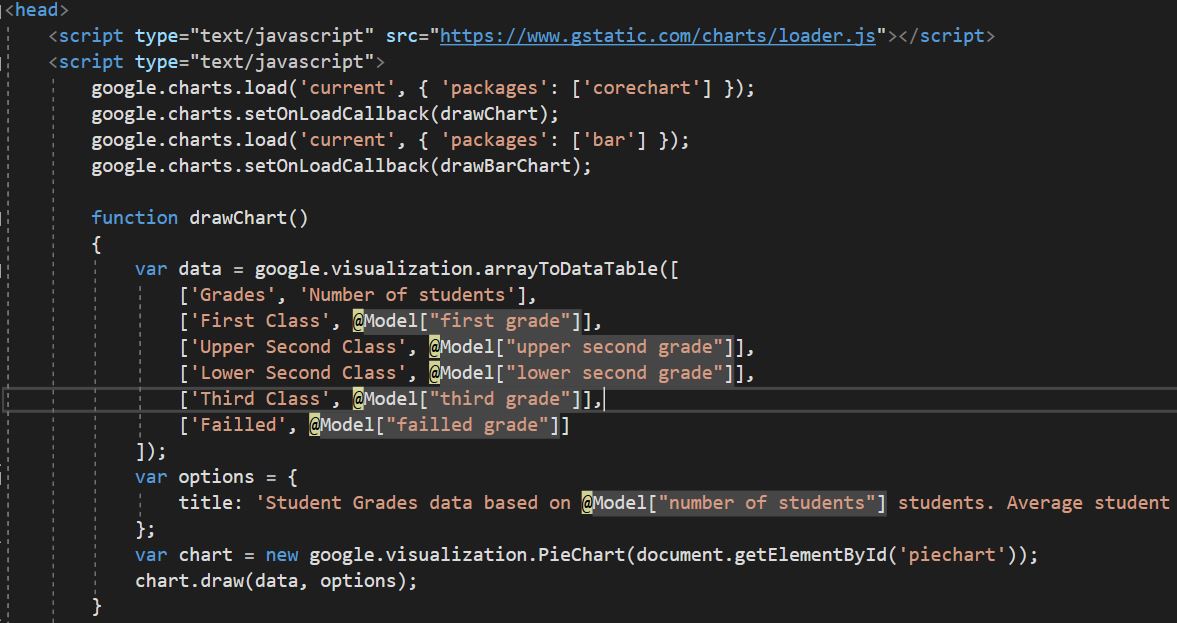 <head>
<script type="text/javascript" src="https://www.gstatic.com/charts/loader.js"></script>
<script type="text/javascript">
google.charts.load('current', { 'packages': ['corechart'] });
google.charts.setOnLoadCallback(drawChart);
google.charts.load('current', { 'packages': ['bar'] });
google.charts.setOnLoadCallback(drawBarChart);
function drawChart()
{
var data = google.visualization.arrayToDataTable([
['Grades', 'Number of students'],
['First Class', @Model["first grade"]],
['Upper Second Class', @Model["upper second grade"]],
['Lower Second Class', @Model["lower second grade"]],
['Third Class', @Model["third grade"]],
['Failled', @Model["failled grade"]]
]);
var options = {
title: 'Student Grades data based on @Model["number of students"] students. Average student
};
var chart = new google.visualization.PieChart(document.getElementById('piechart'));
chart.draw(data, options);
}